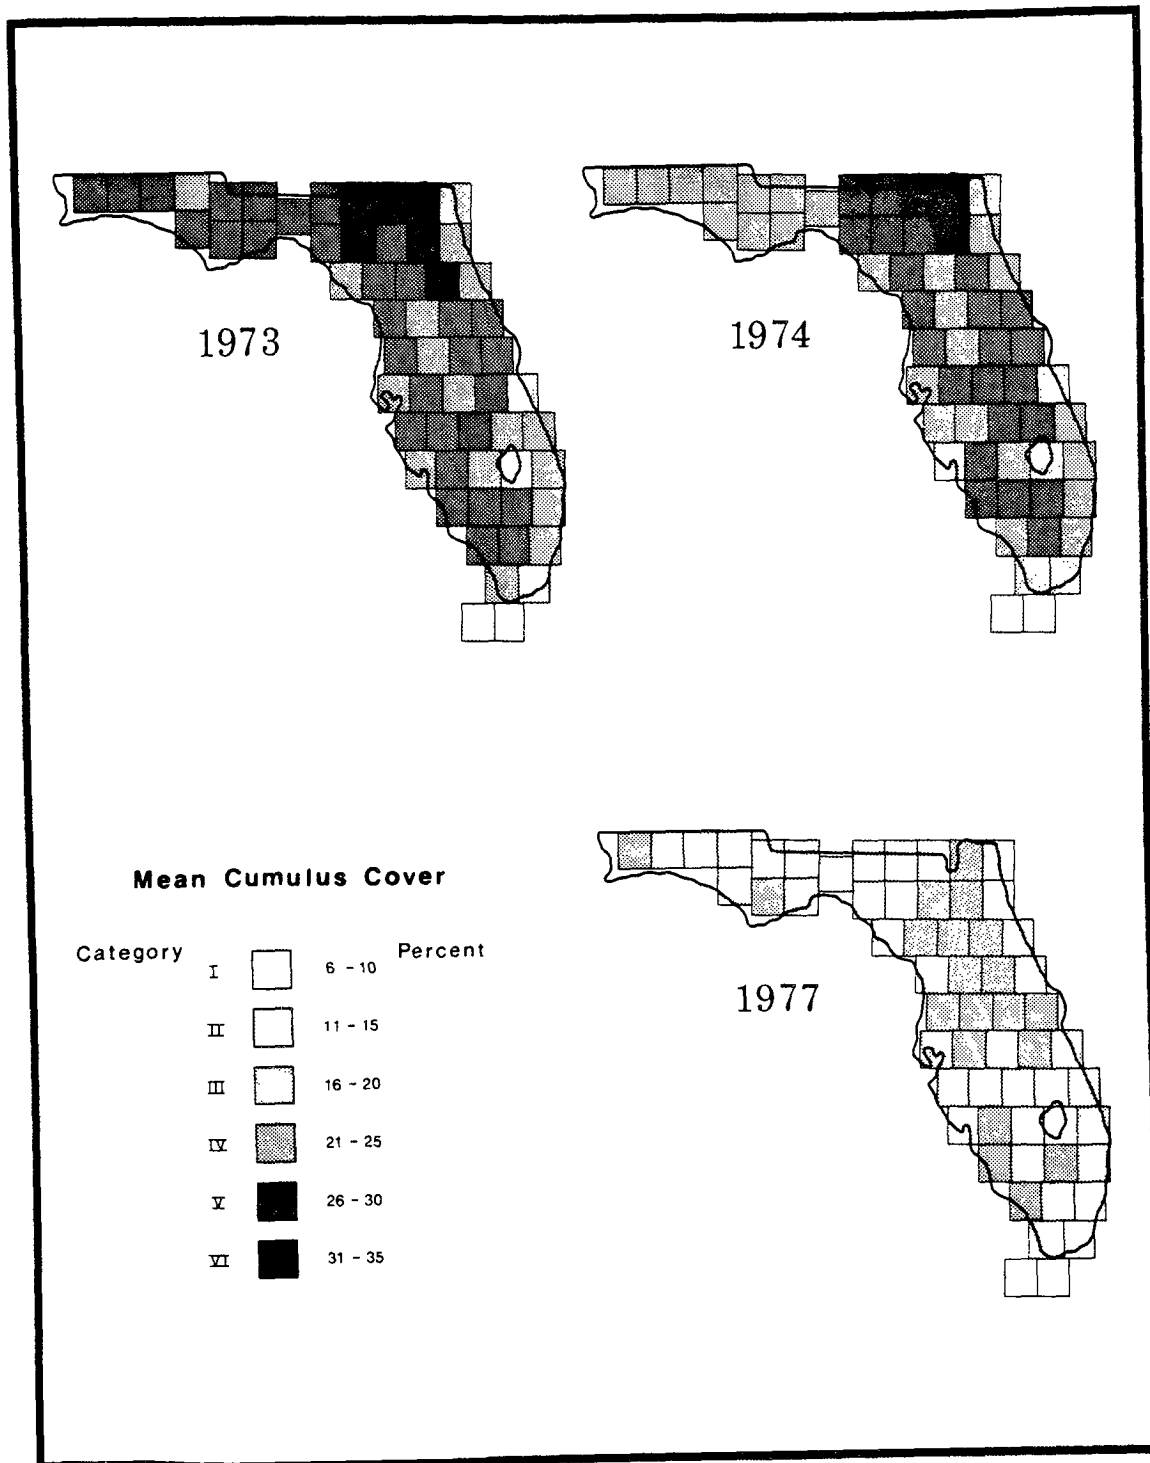 1973
1974
1977
Mean Cumulus Cover
Category Percent
I 6 - 10
II 11 - 15
III 16 - 20
IV 21 - 25
V 26 - 30
VI 31 - 35